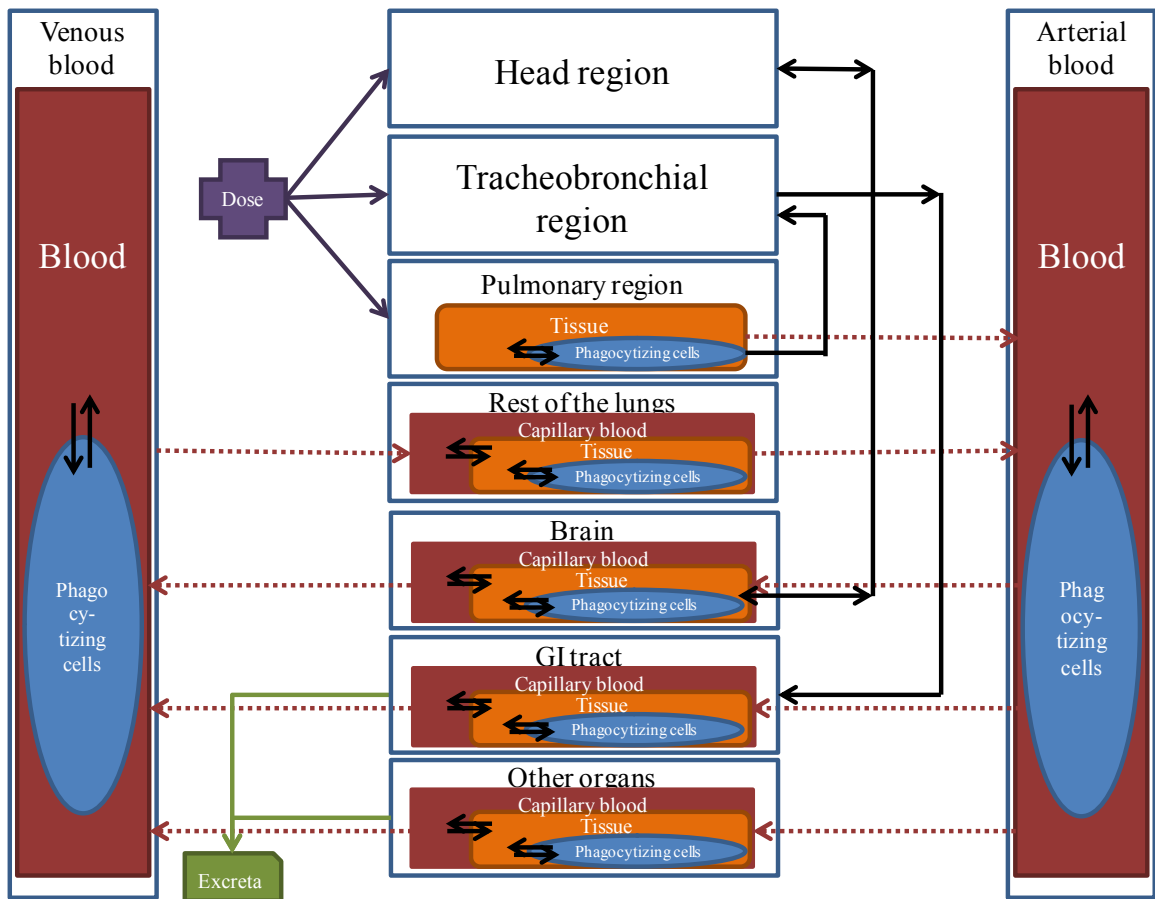 Venous
blood
Blood
Phago
cy-
tizing
cells
Dose
Head region
Tracheobronchial
region
Pulmonary region
Tissue
Phagocytizing cells
Rest of the lungs
Capillary blood
Tissue
Phagocytizing cells
Brain
Capillary blood
Tissue
Phagocytizing cells
GI tract
Capillary blood
Tissue
Phagocytizing cells
Other organs
Capillary blood
Tissue
Phagocytizing cells
Excreta
Arterial
blood
Blood
Phag
ocy-
tizing
cells